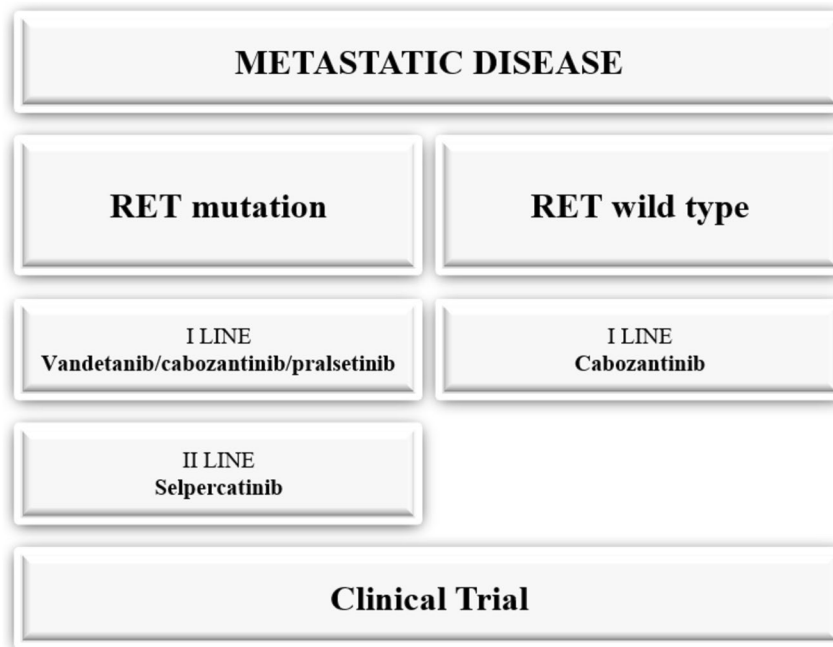 METASTATIC DISEASE
RET mutation
RET wild type
I LINE
Vandetanib/cabozantinib/pralsetinib
I LINE
Cabozantinib
II LINE
Selpercatinib
Clinical Trial